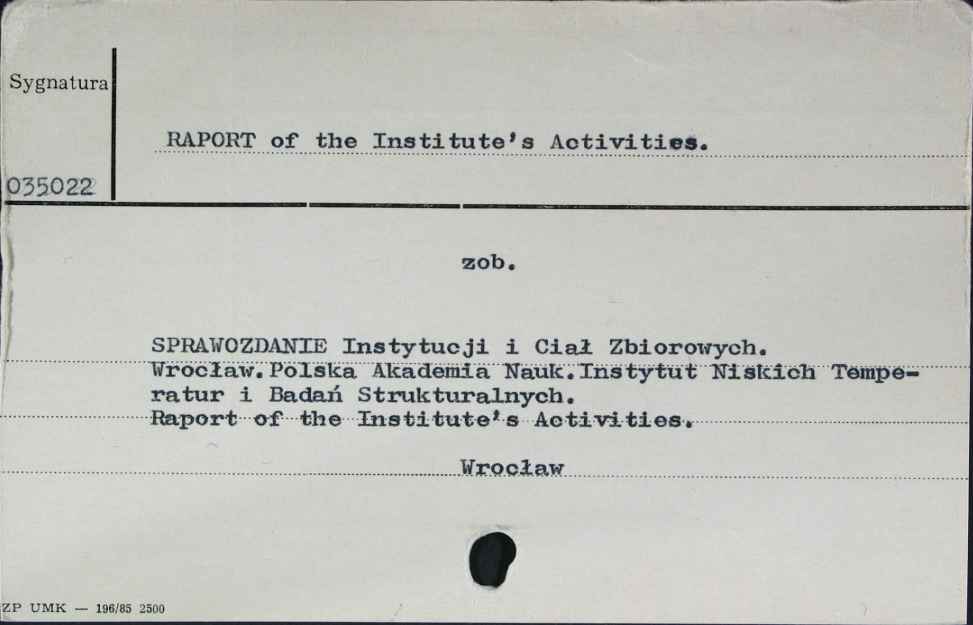 Sygnatura
RAPORT of the Institute's Activities.
035022
zob.
SPRAWOZDANIE Instytucji i Ciał Zbiorowych.
Wrocław.Polska Akademia Nauk.Instytut Niskich Tempe-
ratur i Badań Strukturalnych.
Raport of the Institute's Activities.
Wrocław
ZP UMK — 196/85 2500